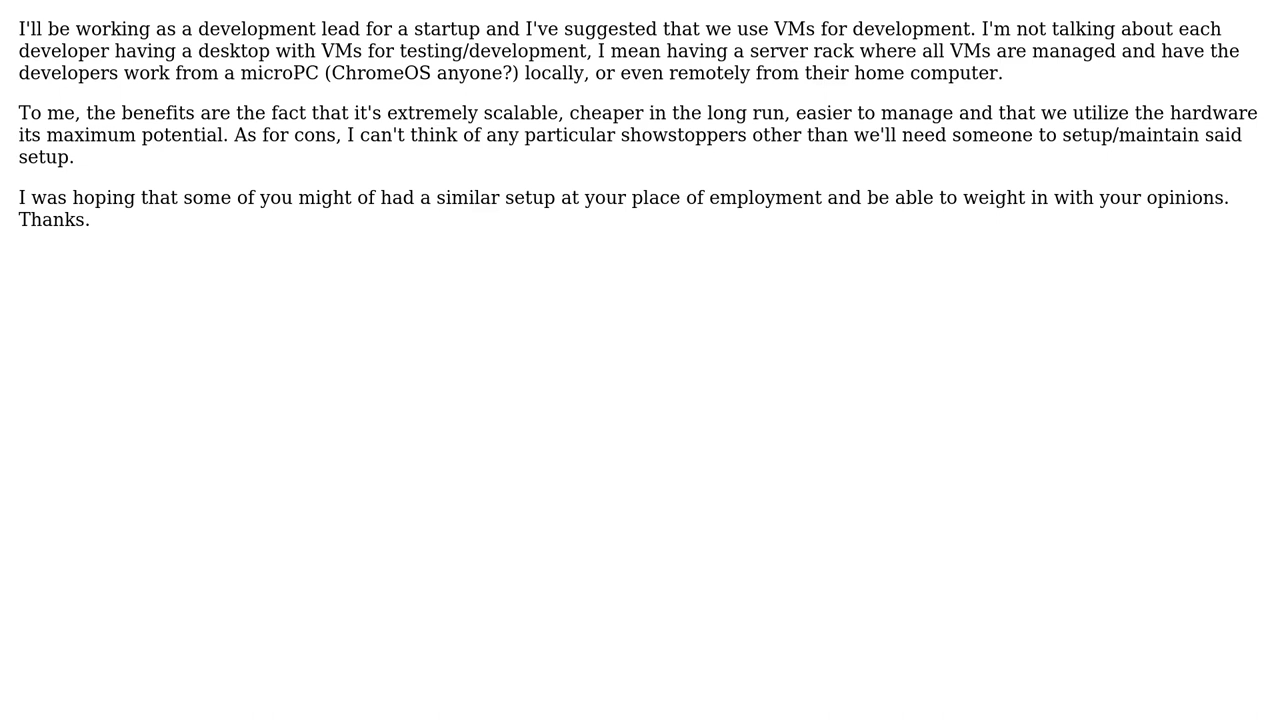 I'll be working as a development lead for a startup and I've suggested that we use VMs for development. I'm not talking about each
developer having a desktop with VMs for testing/development, I mean having a server rack where all VMs are managed and have the
developers work from a microPC (ChromeOS anyone?) locally, or even remotely from their home computer.
To me, the benefits are the fact that it's extremely scalable, cheaper in the long run, easier to manage and that we utilize the hardware
its maximum potential. As for cons, I can't think of any particular showstoppers other than we'll need someone to setup/maintain said
setup.
I was hoping that some of you might of had a similar setup at your place of employment and be able to weight in with your opinions.
Thanks.